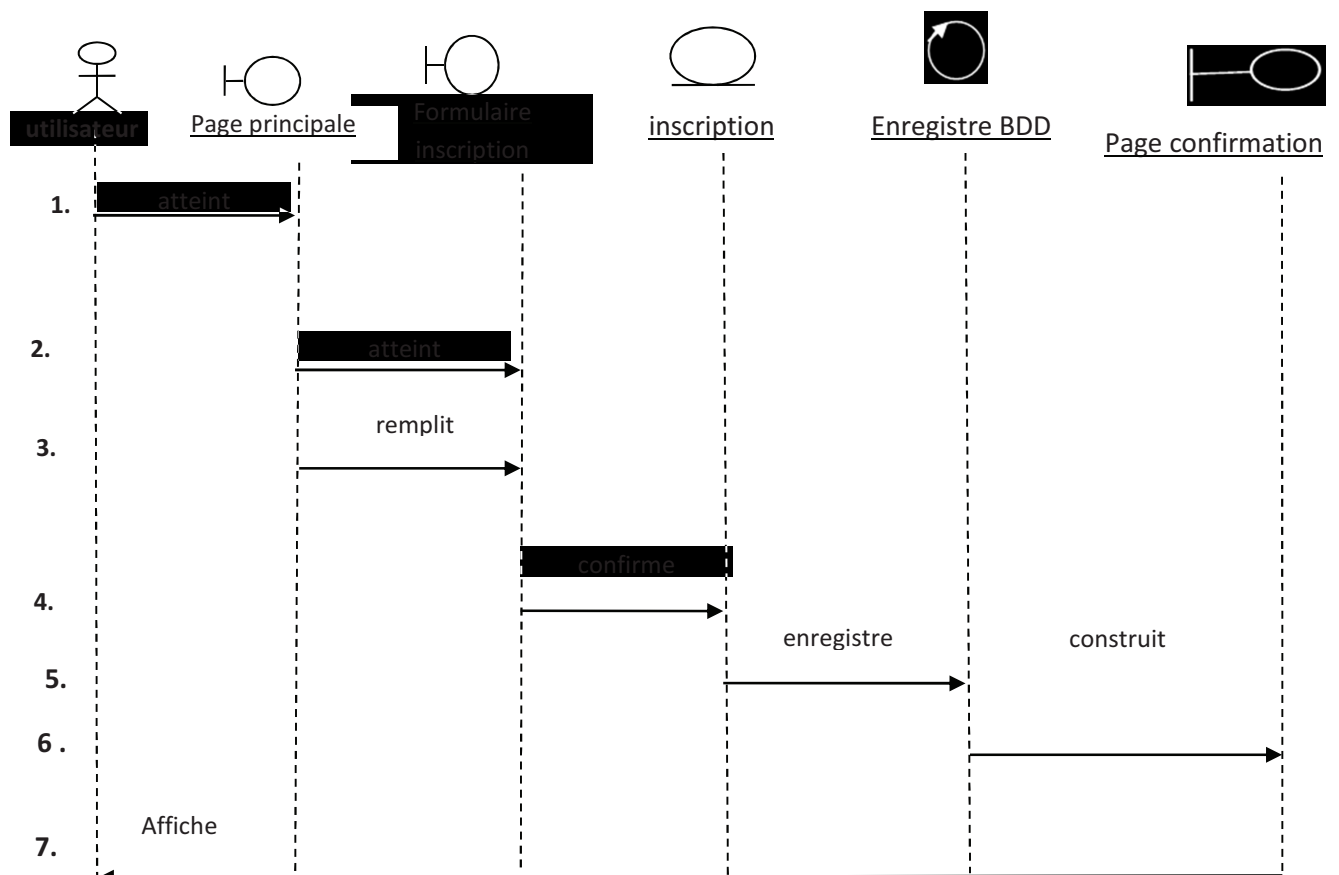 utilisateur
Page principale
Formulaire
inscription
inscription
Enregistre BDD
Page confirmation
1.
atteint
2.
atteint
remplit
3.
confirme
4.
enregistre
construit
5.
6 .
Affiche
7.